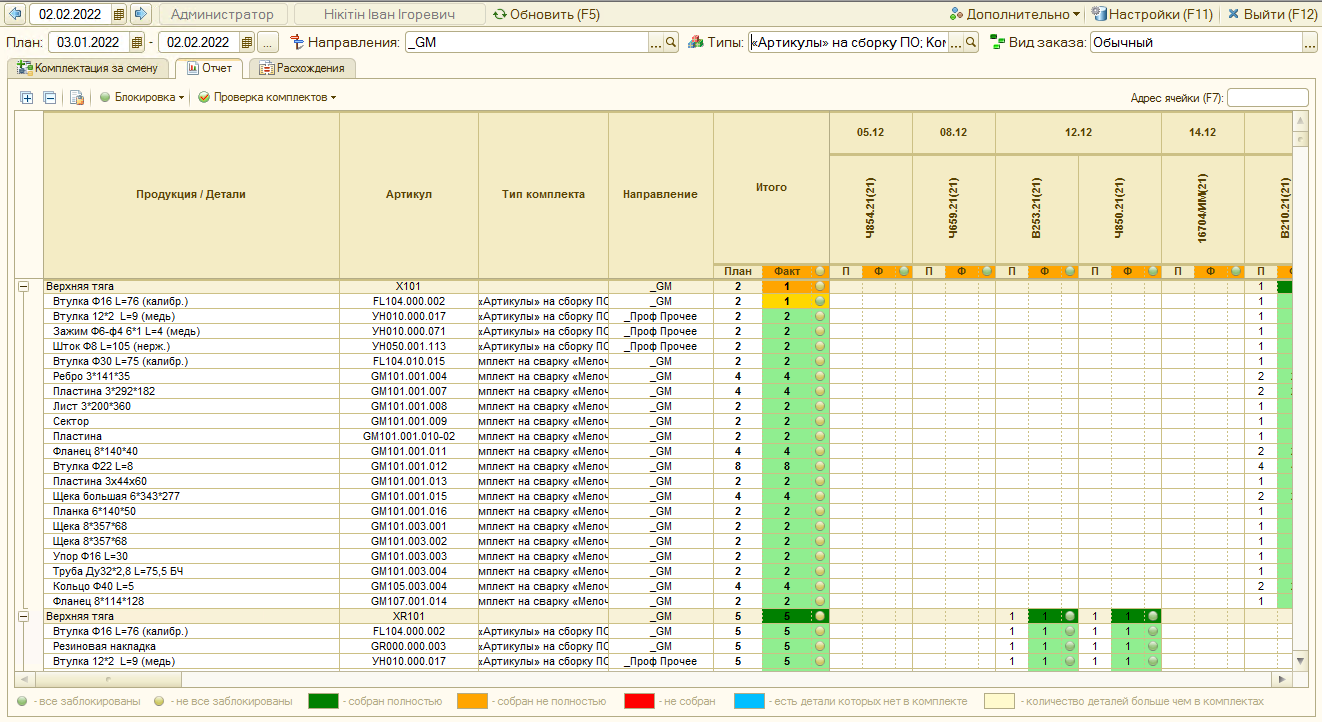 02.02.2022 Администратор Нікітін Іван Ігоревич Обновить (F5) Дополнительно Настройки (F11) Выйти (F12)
План: 03.01.2022 - 02.02.2022 ... Направления: _GM ... Типы: «Артикулы» на сборку ПО; Ком ... Вид заказа: Обычный ...
Комплектация за смену Отчет Расхождения
Блокировка Проверка комплектов Адрес ячейки (F7):
Продукция / Детали Артикул Тип комплекта Направление Итого 05.12 08.12 12.12 14.12
Ч854.21(21) Ч659.21(21) В253.21(21) Ч850.21(21) 16704/ИМ(21) В210.21(21)
План Факт П Ф П Ф П Ф П Ф П Ф П Ф
Верхняя тяга X101 _GM 2 1 1
Втулка Ф16 L=76 (калибр.) FL104.000.002 «Артикулы» на сборку ПО _GM 2 1 1
Втулка 12*2 L=9 (медь) УН010.000.017 «Артикулы» на сборку ПО _Проф Прочее 2 2 1
Зажим Ф6-ф4 6*1 L=4 (медь) УН010.000.071 «Артикулы» на сборку ПО _Проф Прочее 2 2 1
Шток Ф8 L=105 (нерж.) УН050.001.113 «Артикулы» на сборку ПО _Проф Прочее 2 2 1
Втулка Ф30 L=75 (калибр.) FL104.010.015 мплект на сварку «Мелоч _GM 2 2 1
Ребро 3*141*35 GM101.001.004 мплект на сварку «Мелоч _GM 4 4 2
Пластина 3*292*182 GM101.001.007 мплект на сварку «Мелоч _GM 4 4 2
Лист 3*200*360 GM101.001.008 мплект на сварку «Мелоч _GM 2 2 1
Сектор GM101.001.009 мплект на сварку «Мелоч _GM 2 2 1
Пластина GM101.001.010-02 мплект на сварку «Мелоч _GM 2 2 1
Фланец 8*140*40 GM101.001.011 мплект на сварку «Мелоч _GM 4 4 2
Втулка Ф22 L=8 GM101.001.012 мплект на сварку «Мелоч _GM 8 8 4
Пластина 3х44х60 GM101.001.013 мплект на сварку «Мелоч _GM 2 2 1
Щека большая 6*343*277 GM101.001.015 мплект на сварку «Мелоч _GM 4 4 2
Планка 6*140*50 GM101.001.016 мплект на сварку «Мелоч _GM 2 2 1
Щека 8*357*68 GM101.003.001 мплект на сварку «Мелоч _GM 2 2 1
Щека 8*357*68 GM101.003.002 мплект на сварку «Мелоч _GM 2 2 1
Упор Ф16 L=30 GM101.003.003 мплект на сварку «Мелоч _GM 2 2 1
Труба Ду32*2,8 L=75,5 БЧ GM101.003.004 мплект на сварку «Мелоч _GM 2 2 1
Кольцо Ф40 L=5 GM105.003.004 мплект на сварку «Мелоч _GM 4 4 2
Фланец 8*114*128 GM107.001.014 мплект на сварку «Мелоч _GM 2 2 1
Верхняя тяга XR101 _GM 5 5 1 1 1 1
Втулка Ф16 L=76 (калибр.) FL104.000.002 «Артикулы» на сборку ПО _GM 5 5 1 1 1 1
Резиновая накладка GR000.000.003 «Артикулы» на сборку ПО _GM 5 5 1 1 1 1
Втулка 12*2 L=9 (медь) УН010.000.017 «Артикулы» на сборку ПО _Проф Прочее 5 5 1 1 1 1
- все заблокированы - не все заблокированы - собран полностью - собран не полностью - не собран - есть детали которых нет в комплекте - количество деталей больше чем в комплектах